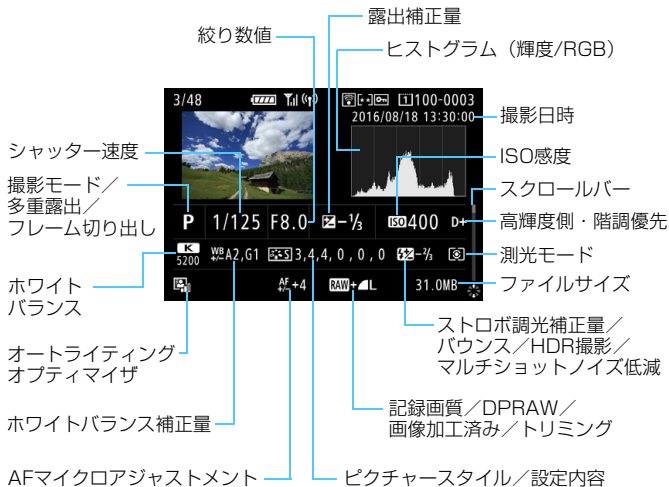 露出補正量
絞り数値
ヒストグラム（輝度/RGB）
3/48
1 100-0003
2016/08/18 13:30:00
撮影日時
シャッター速度
ISO感度
撮影モード／
多重露出／
フレーム切り出し
スクロールバー
P 1/125 F8.0 -1/3 ISO400 D+
高輝度側・階調優先
K
5200
WB
+/- A2,G1
S 3,4,4,0,0,0
-2/3
測光モード
ホワイト
バランス
AF
+/- +4
RAW+L
31.0MB
ファイルサイズ
ストロボ調光補正量／
バウンス／HDR撮影／
マルチショットノイズ低減
オートライティング
オプティマイザ
記録画質／DPRAW／
画像加工済み／トリミング
ホワイトバランス補正量
AFマイクロアジャストメント
ピクチャースタイル／設定内容